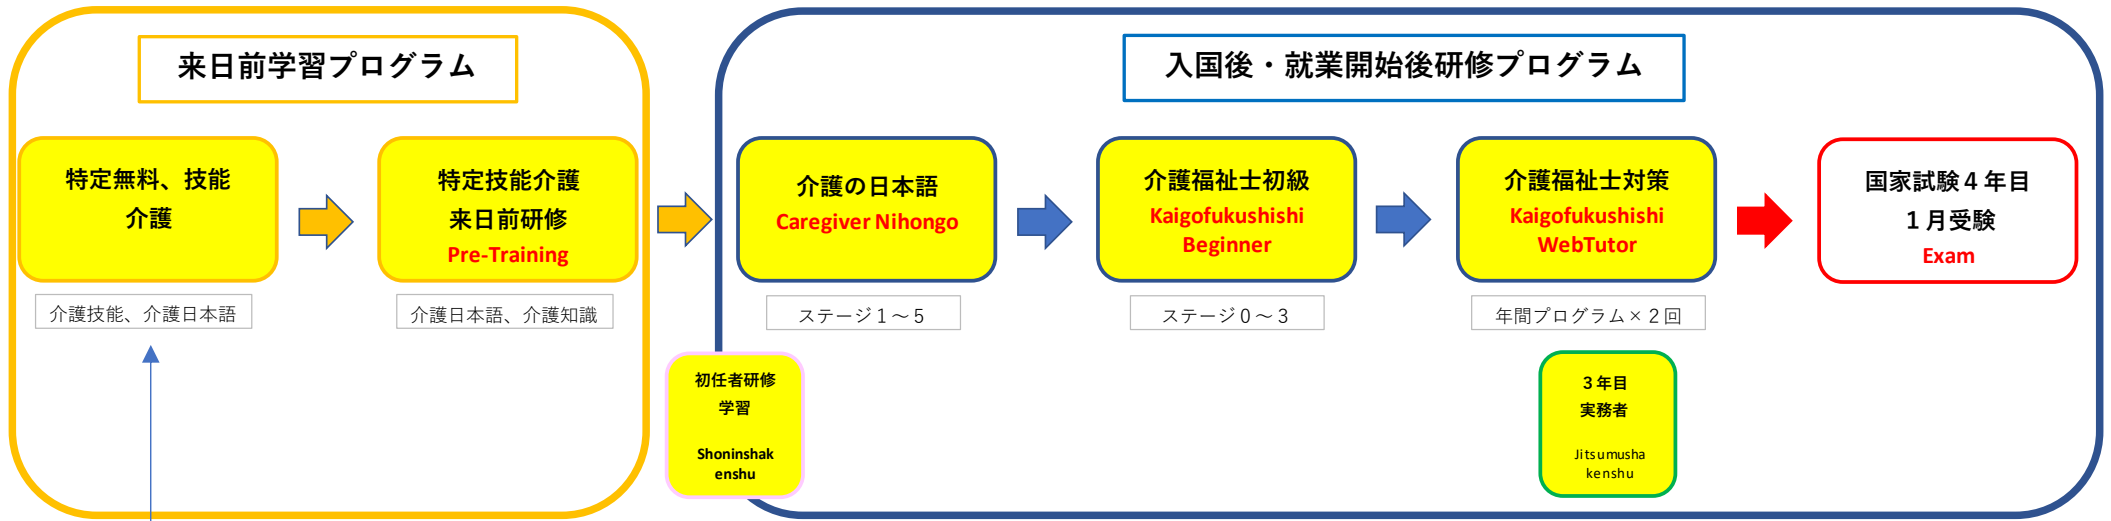 来日前学習プログラム
入国後・就業開始後研修プログラム
特定無料、技能
介護
特定技能介護
来日前研修
Pre-Training
介護の日本語
Caregiver Nihongo
介護福祉士初級
Kaigofukushishi
Beginner
介護福祉士対策
Kaigofukushishi
WebTutor
国家試験４年目
１月受験
Exam
介護技能、介護日本語
介護日本語、介護知識
ステージ１～５
ステージ０～３
年間プログラム×２回
初任者研修
学習
Shoninshak
enshu
３年目
実務者
Jitsumusha
kenshu